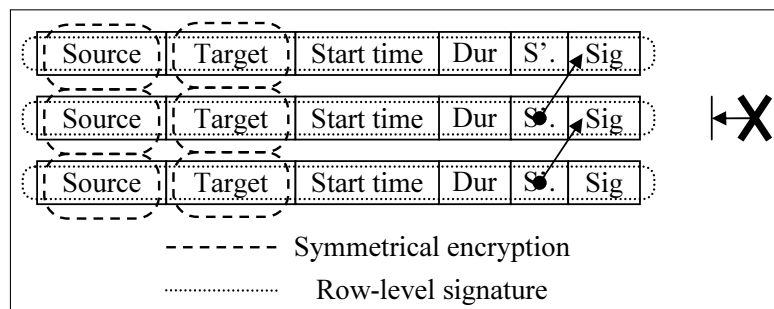 Source Target Start time Dur S’. Sig
Source Target Start time Dur S’. Sig
Source Target Start time Dur S’. Sig
Symmetrical encryption
Row-level signature